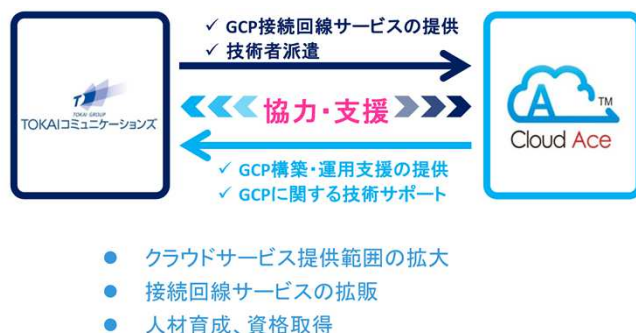 ✓ GCP接続回線サービスの提供
✓ 技術者派遣
TOKAI GROUP
TOKAIコミュニケーションズ
協力・支援
A
TM
Cloud Ace
✓ GCP構築・運用支援の提供
✓ GCPに関する技術サポート
● クラウドサービス提供範囲の拡大
● 接続回線サービスの拡販
● 人材育成、資格取得